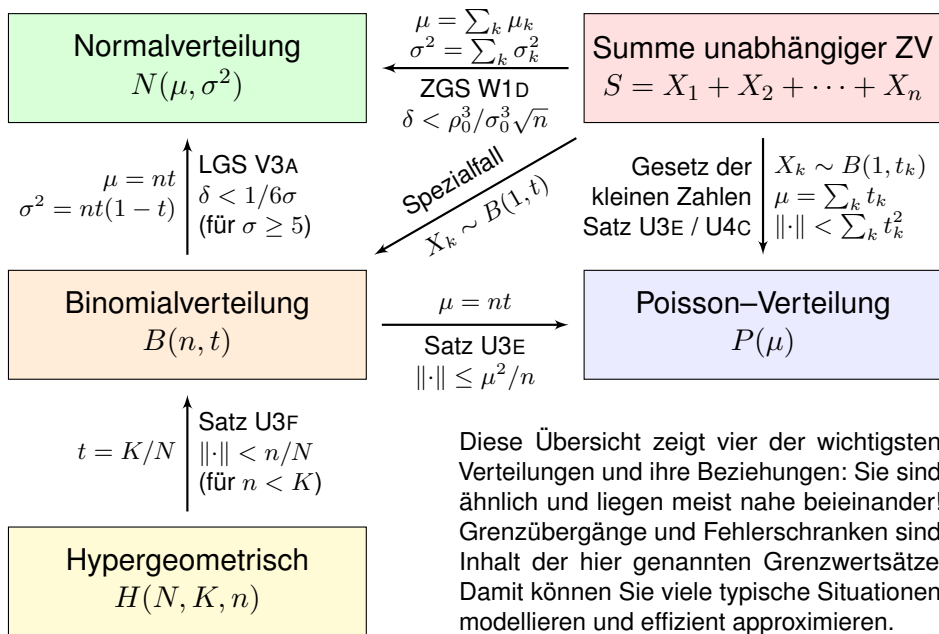 Normalverteilung
N(μ, σ²)
μ = ∑ₖ μₖ
σ² = ∑ₖ σₖ²
ZGS W1D
δ < ρ₀³/σ₀³√n
Summe unabhängiger ZV
S = X₁ + X₂ + ··· + Xₙ
μ = nt
σ² = nt(1 − t)
LGS V3A
δ < 1/6σ
(für σ ≥ 5)
Spezialfall
Xₖ ∼ B(1, t)
Gesetz der
kleinen Zahlen
Satz U3E / U4C
Xₖ ∼ B(1, tₖ)
μ = ∑ₖ tₖ
‖·‖ < ∑ₖ tₖ²
Binomialverteilung
B(n, t)
μ = nt
Satz U3E
‖·‖ ≤ μ²/n
Poisson–Verteilung
P(μ)
t = K/N
Satz U3F
‖·‖ < n/N
(für n < K)
Hypergeometrisch
H(N, K, n)
Diese Übersicht zeigt vier der wichtigsten
Verteilungen und ihre Beziehungen: Sie sind
ähnlich und liegen meist nahe beieinander!
Grenzübergänge und Fehlerschranken sind
Inhalt der hier genannten Grenzwertsätze
Damit können Sie viele typische Situationen
modellieren und effizient approximieren.